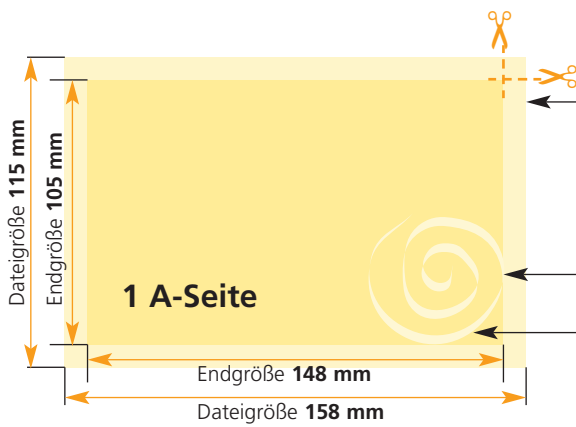 Dateigröße 115 mm
Endgröße 105 mm
1 A-Seite
Endgröße 148 mm
Dateigröße 158 mm